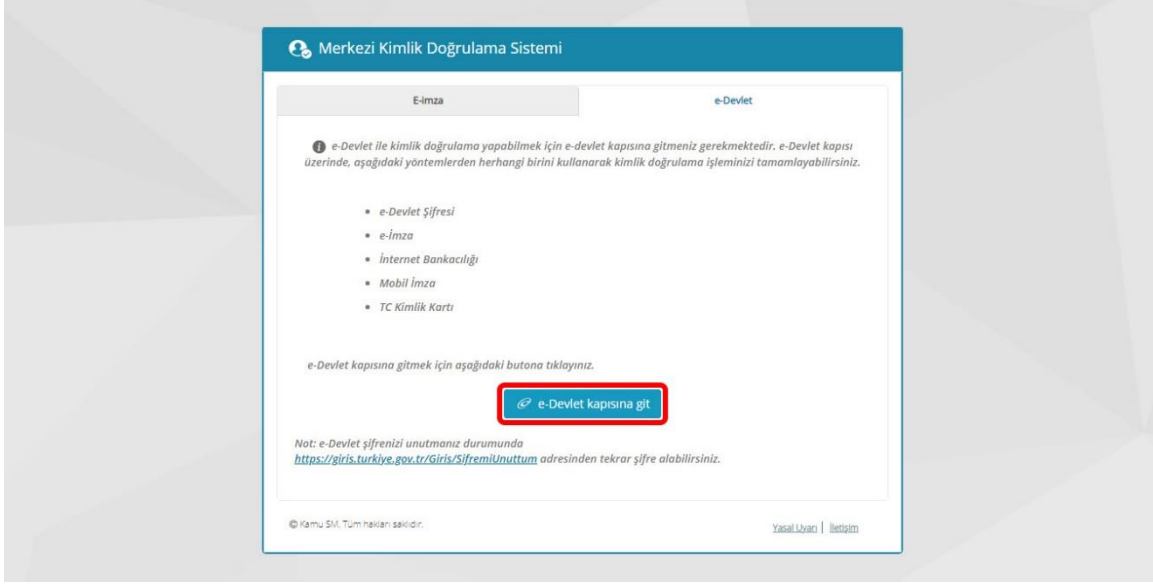 Merkezi Kimlik Doğrulama Sistemi
E-imza
e-Devlet
e-Devlet ile kimlik doğrulama yapabilmek için e-devlet kapısına gitmeniz gerekmektedir. e-Devlet kapısı
üzerinde, aşağıdaki yöntemlerden herhangi birini kullanarak kimlik doğrulama işleminizi tamamlayabilirsiniz.
e-Devlet Şifresi
e-İmza
İnternet Bankacılığı
Mobil İmza
TC Kimlik Kartı
e-Devlet kapısına gitmek için aşağıdaki butona tıklayınız.
e-Devlet kapısına git
Not: e-Devlet şifrenizi unutmanız durumunda
https://giris.turkiye.gov.tr/Giris/SifremiUnuttum adresinden tekrar şifre alabilirsiniz.
© Kamu SM, Tüm hakları saklıdır.
Yasal Uyarı | İletişim